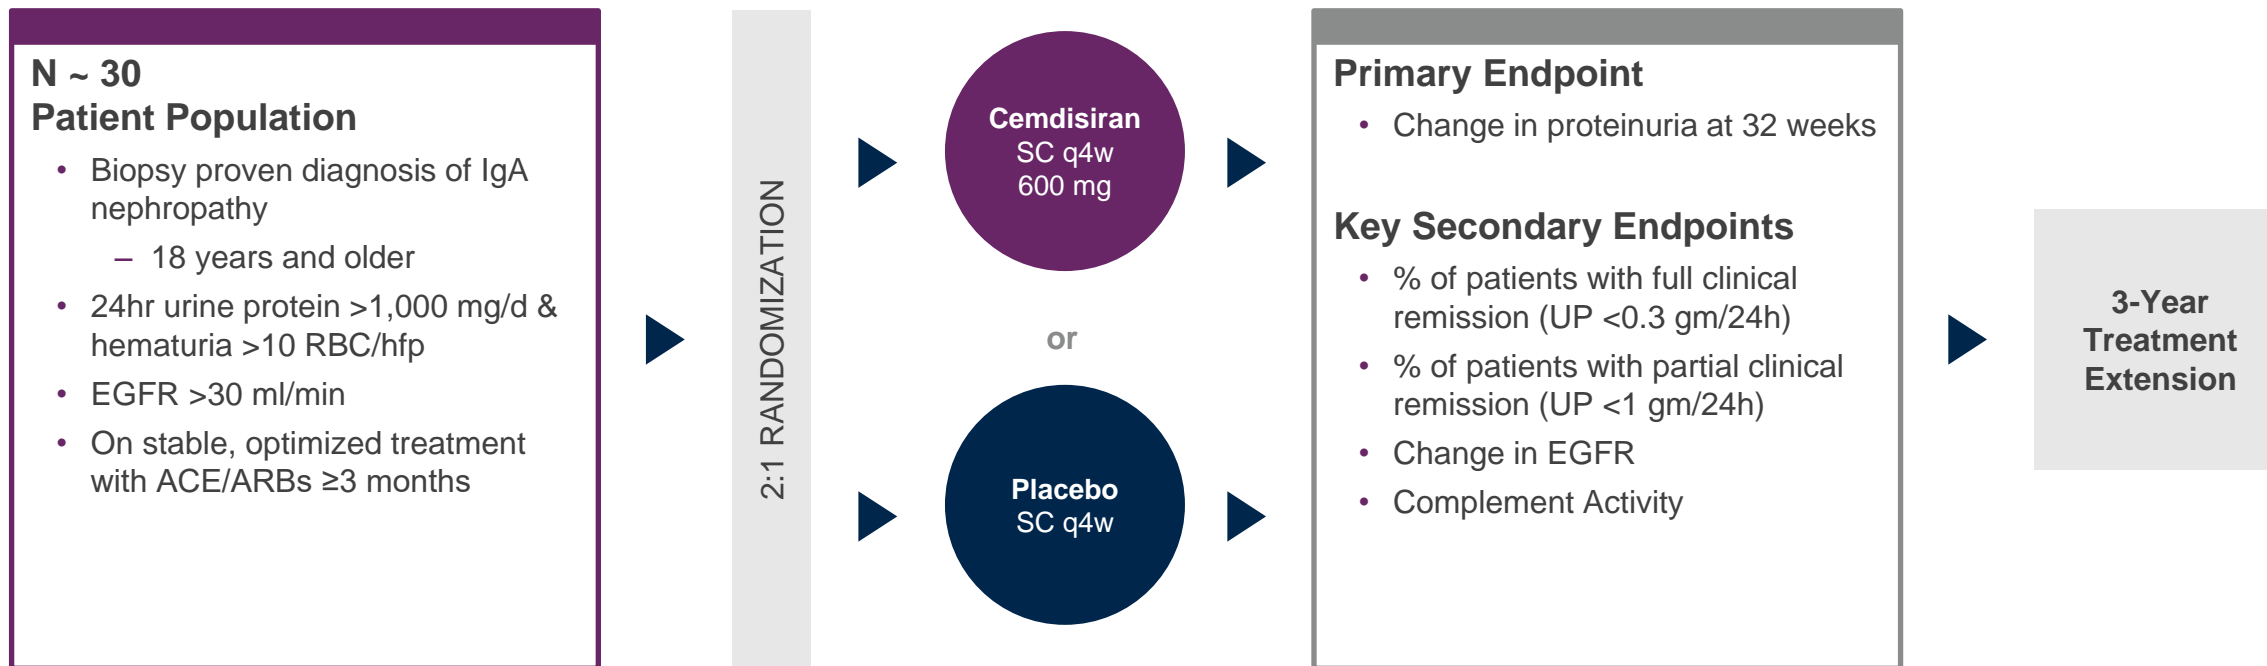 N ~ 30
Patient Population
• Biopsy proven diagnosis of IgA
nephropathy
– 18 years and older
• 24hr urine protein >1,000 mg/d &
hematuria >10 RBC/hfp
• EGFR >30 ml/min
• On stable, optimized treatment
with ACE/ARBs ≥3 months
2:1 RANDOMIZATION
Cemdisiran
SC q4w
600 mg
or
Placebo
SC q4w
Primary Endpoint
• Change in proteinuria at 32 weeks
Key Secondary Endpoints
• % of patients with full clinical
remission (UP <0.3 gm/24h)
• % of patients with partial clinical
remission (UP <1 gm/24h)
• Change in EGFR
• Complement Activity
3-Year
Treatment
Extension